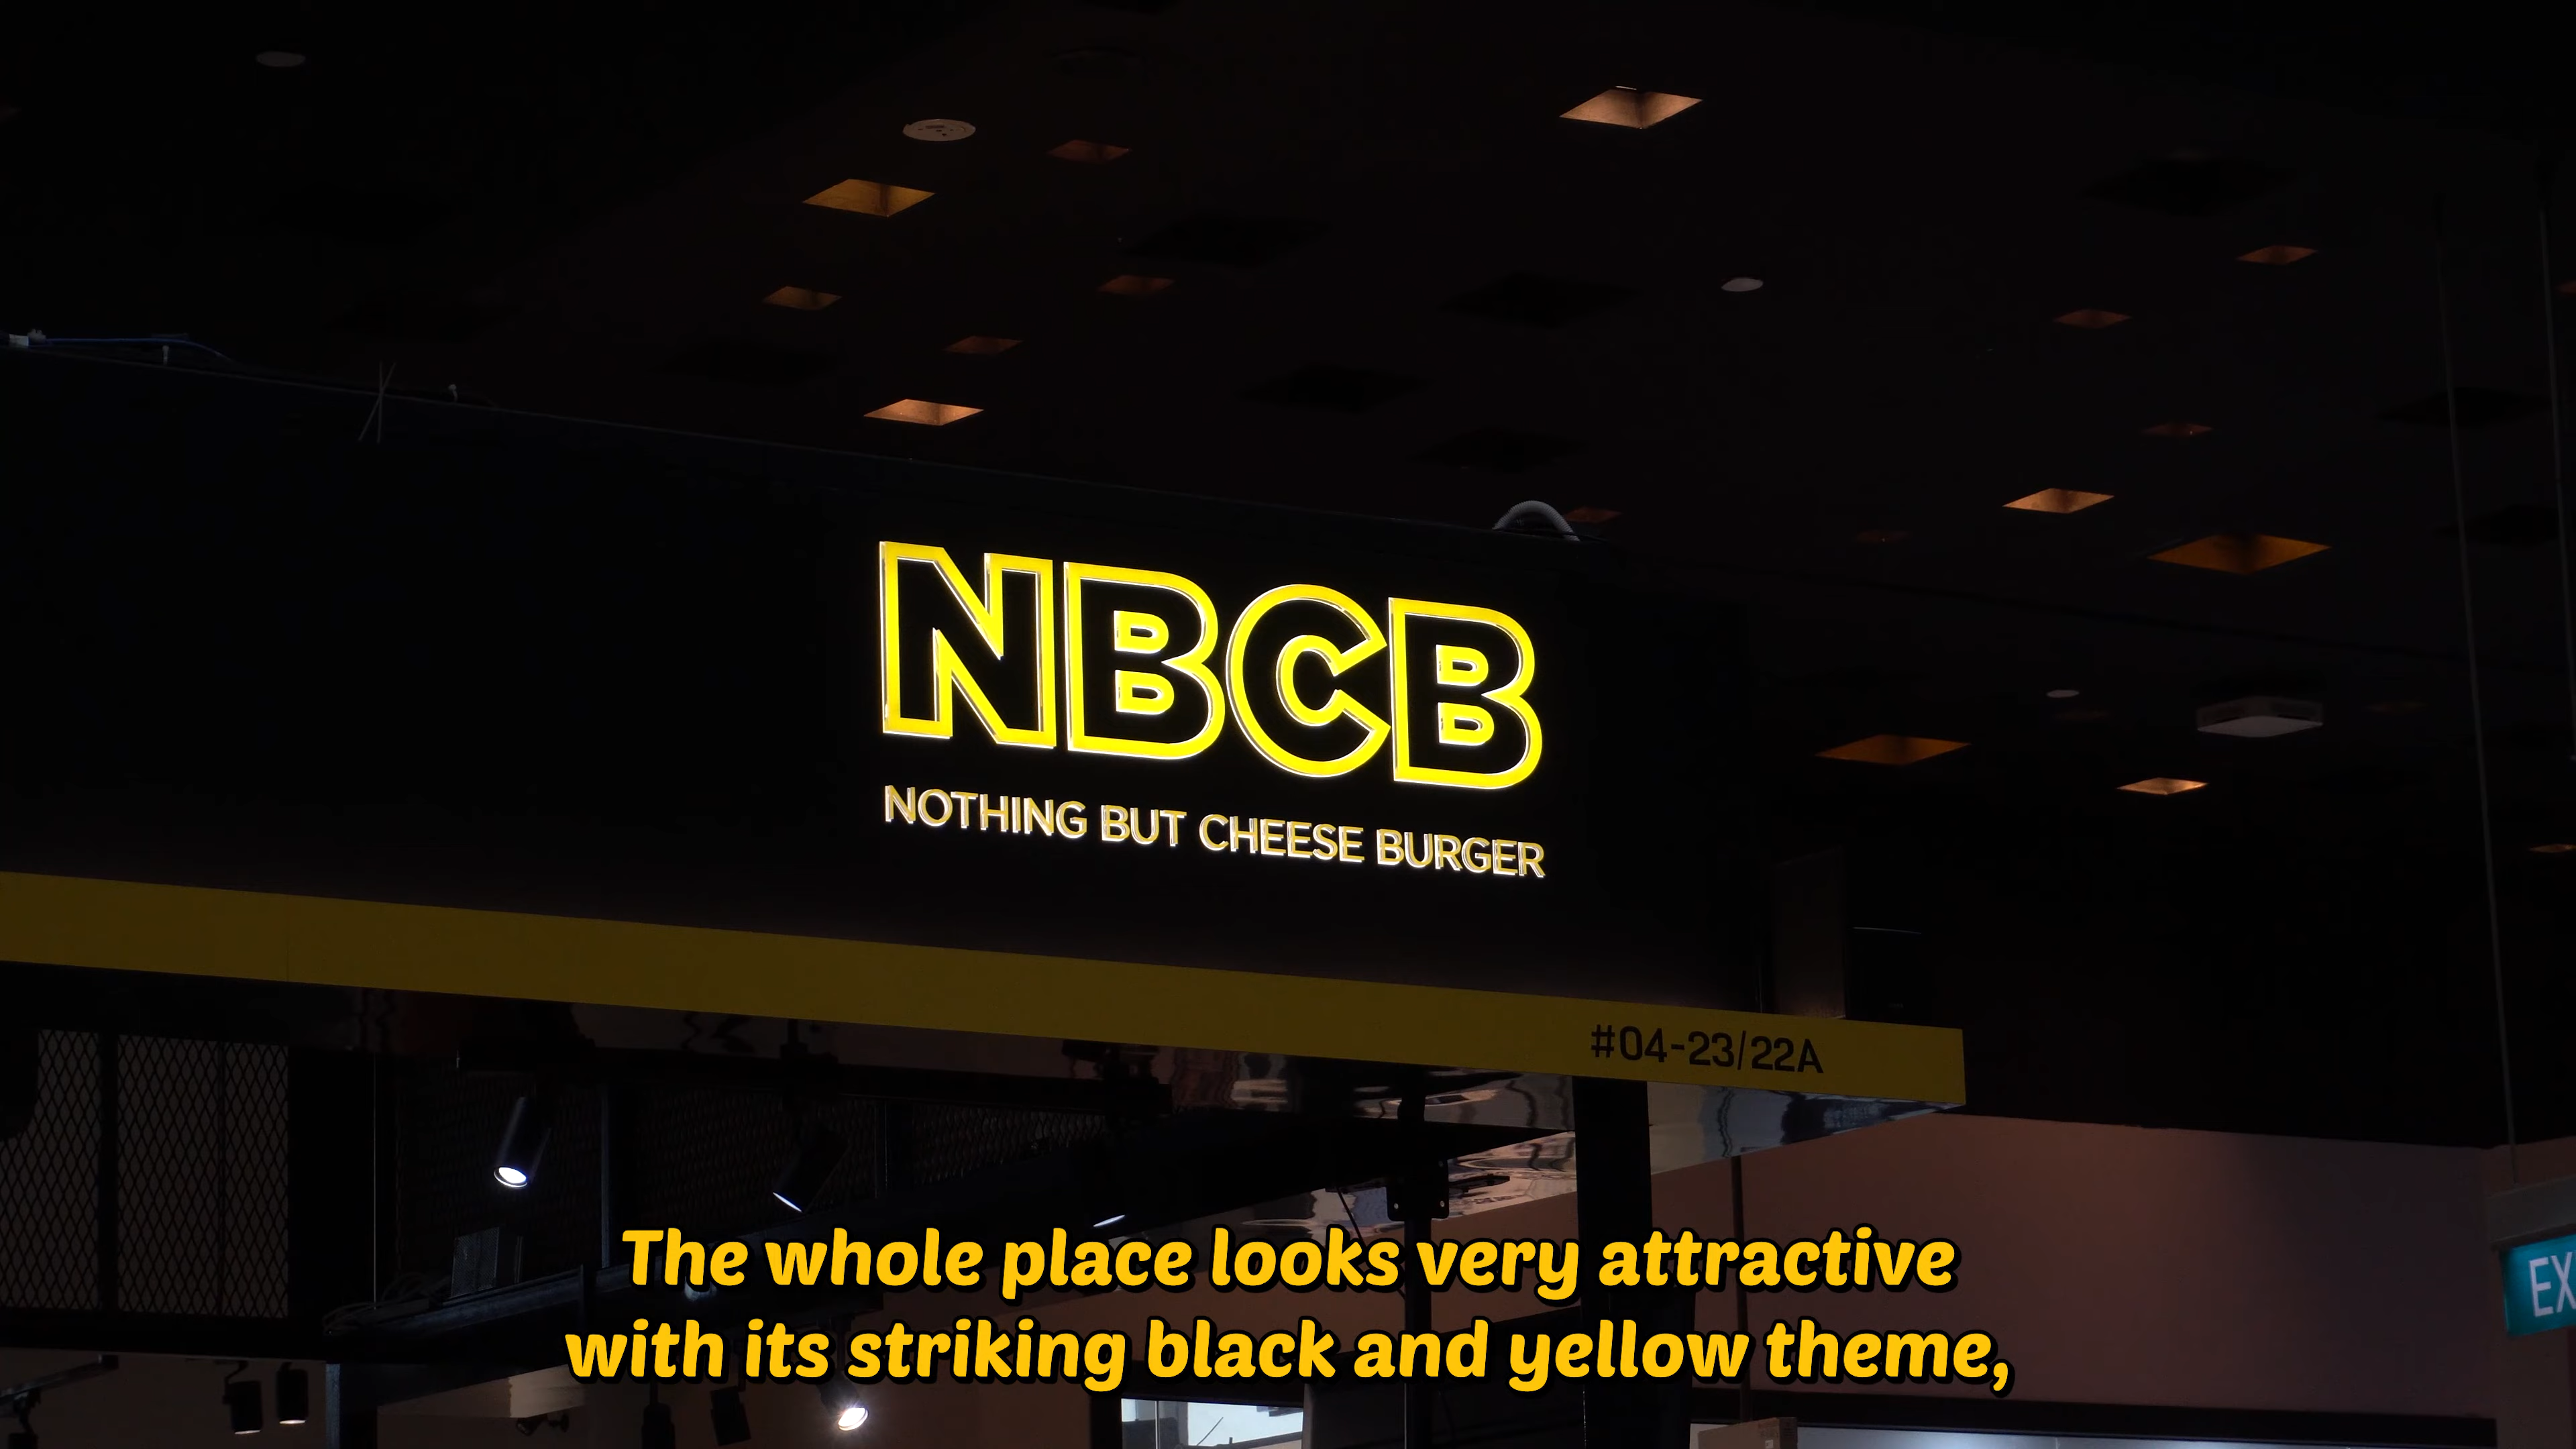 NBCB
NOTHING BUT CHEESE BURGER
#04-23/22A
EX
The whole place looks very attractive
with its striking black and yellow theme,